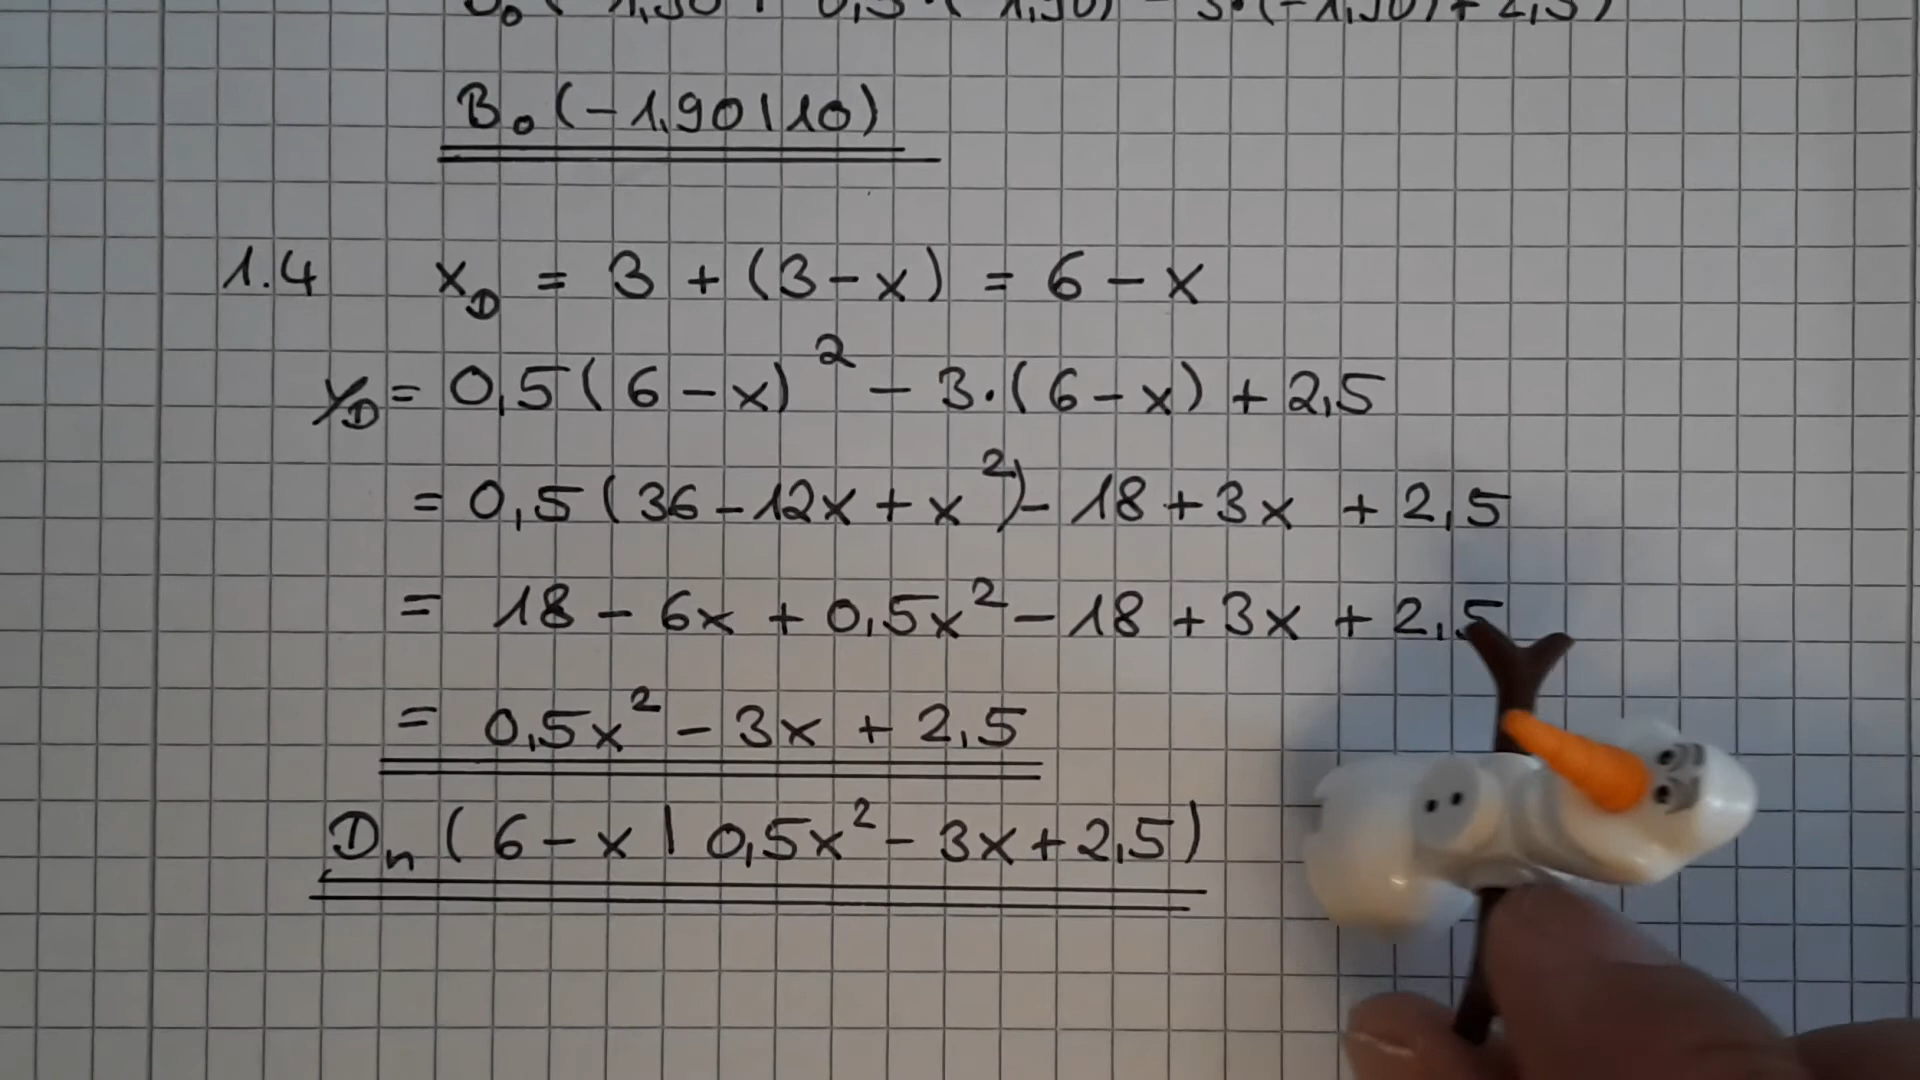 B₀(-1,90|10)
1.4 x_D = 3 + (3-x) = 6 - x
y_D = 0,5(6-x)² - 3·(6-x) + 2,5
= 0,5(36-12x+x²) - 18 + 3x + 2,5
= 18 - 6x + 0,5x² - 18 + 3x + 2,5
= 0,5x² - 3x + 2,5
Dₙ(6-x | 0,5x² - 3x + 2,5)